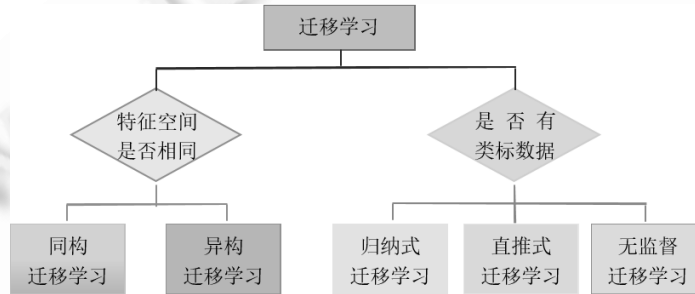 迁移学习
特征空间
是否相同
是 否 有
类标数据
同构
迁移学习
异构
迁移学习
归纳式
迁移学习
直推式
迁移学习
无监督
迁移学习